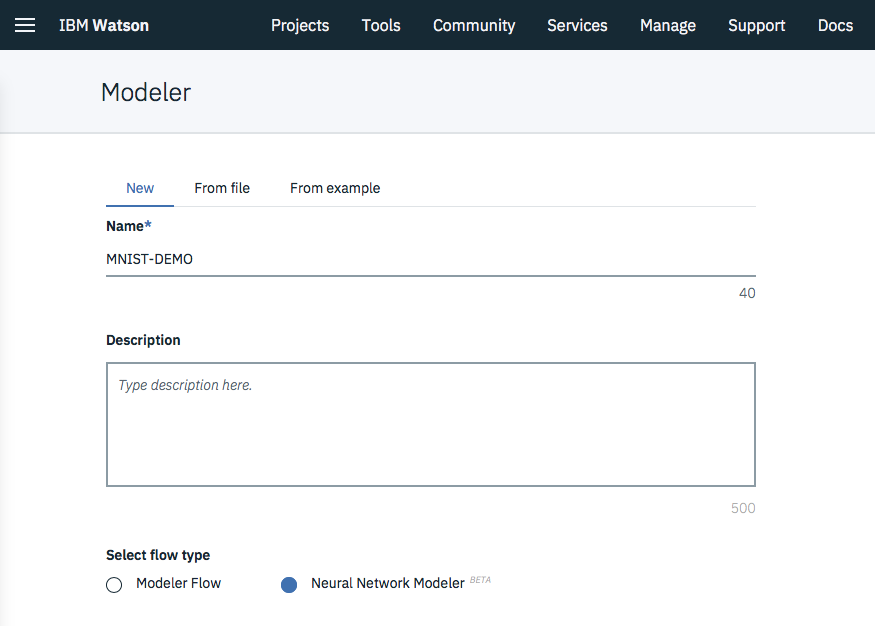 IBM Watson Projects Tools Community Services Manage Support Docs
Modeler
New From file From example
Name*
MNIST-DEMO
40
Description
Type description here.
500
Select flow type
Modeler Flow Neural Network Modeler BETA